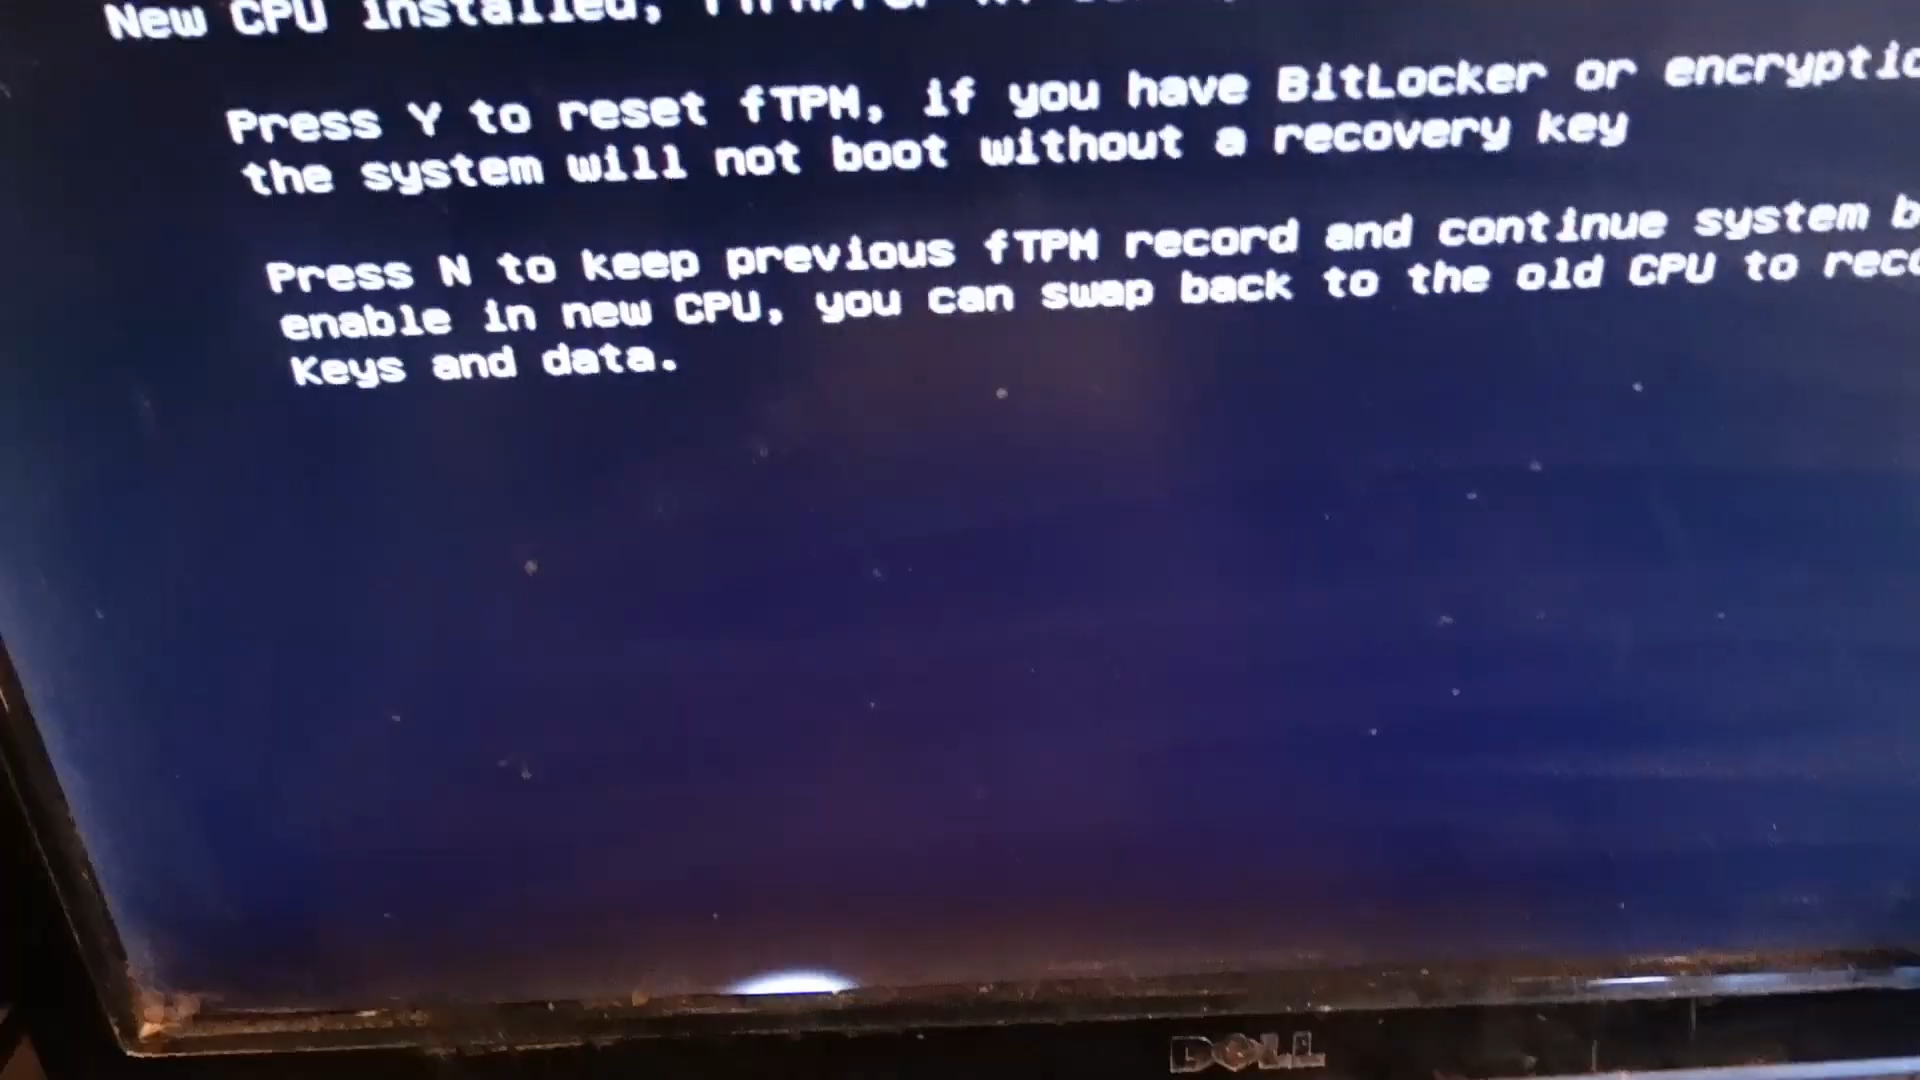 New CPU installed,
Press Y to reset fTPM, if you have BitLocker or
the system will not boot without a recovery key
Press N to keep previous fTPM record and continue system
enable in new CPU, you can swap back to the old CPU to
Keys and data.
DELL